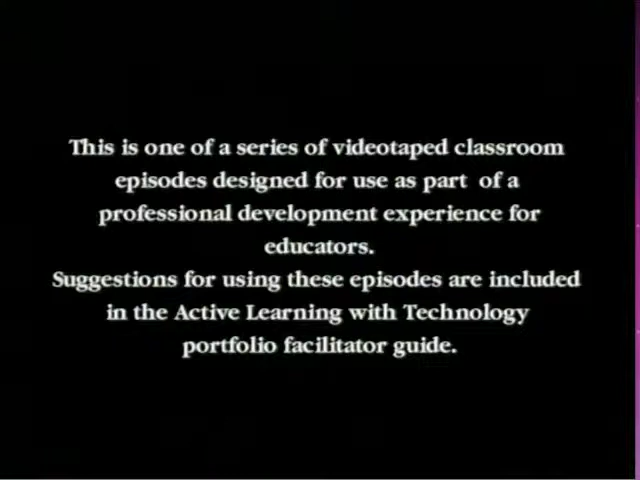 This is one of a series of videotaped classroom
episodes designed for use as part of a
professional development experience for
educators.
Suggestions for using these episodes are included
in the Active Learning with Technology
portfolio facilitator guide.